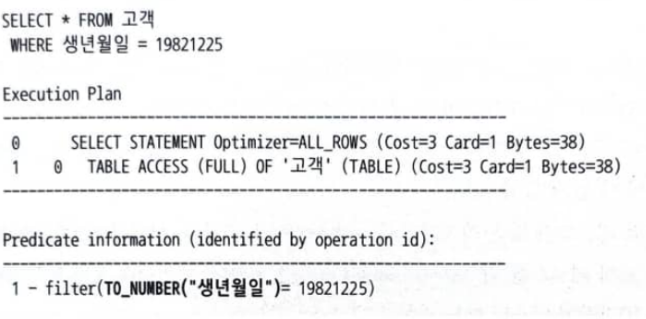 SELECT * FROM 고객
WHERE 생년월일 = 19821225
Execution Plan
0 SELECT STATEMENT Optimizer=ALL_ROWS (Cost=3 Card=1 Bytes=38)
1 0 TABLE ACCESS (FULL) OF '고객' (TABLE) (Cost=3 Card=1 Bytes=38)
Predicate information (identified by operation id):
1 - filter(TO_NUMBER("생년월일")= 19821225)